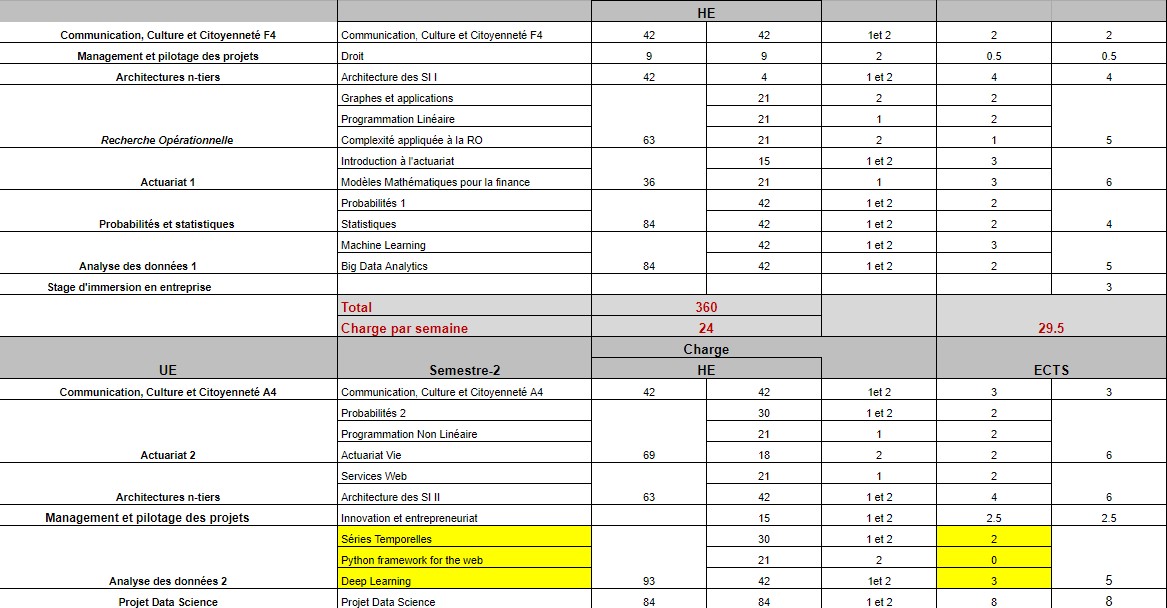 HE
Communication, Culture et Citoyenneté F4 Communication, Culture et Citoyenneté F4 42 42 1et 2 2 2
Management et pilotage des projets Droit 9 9 2 0.5 0.5
Architectures n-tiers Architecture des SI I 42 4 1 et 2 4 4
Graphes et applications 21 2 2
Programmation Linéaire 21 1 2
Recherche Opérationnelle Complexité appliquée à la RO 63 21 2 1 5
Introduction à l'actuariat 15 1 et 2 3
Actuariat 1 Modèles Mathématiques pour la finance 36 21 1 3 6
Probabilités 1 42 1 et 2 2
Probabilités et statistiques Statistiques 84 42 1 et 2 2 4
Machine Learning 42 1 et 2 3
Analyse des données 1 Big Data Analytics 84 42 1 et 2 2 5
Stage d'immersion en entreprise 3
Total 360
Charge par semaine 24 29.5
Charge
UE Semestre-2 HE ECTS
Communication, Culture et Citoyenneté A4 Communication, Culture et Citoyenneté A4 42 42 1et 2 3 3
Probabilités 2 30 1 et 2 2
Programmation Non Linéaire 21 1 2
Actuariat 2 Actuariat Vie 69 18 2 2 6
Services Web 21 1 2
Architectures n-tiers Architecture des SI II 63 42 1 et 2 4 6
Management et pilotage des projets Innovation et entrepreneuriat 15 1 et 2 2.5 2.5
Séries Temporelles 30 1 et 2 2
Python framework for the web 21 2 0
Analyse des données 2 Deep Learning 93 42 1et 2 3 5
Projet Data Science Projet Data Science 84 84 1 et 2 8 8